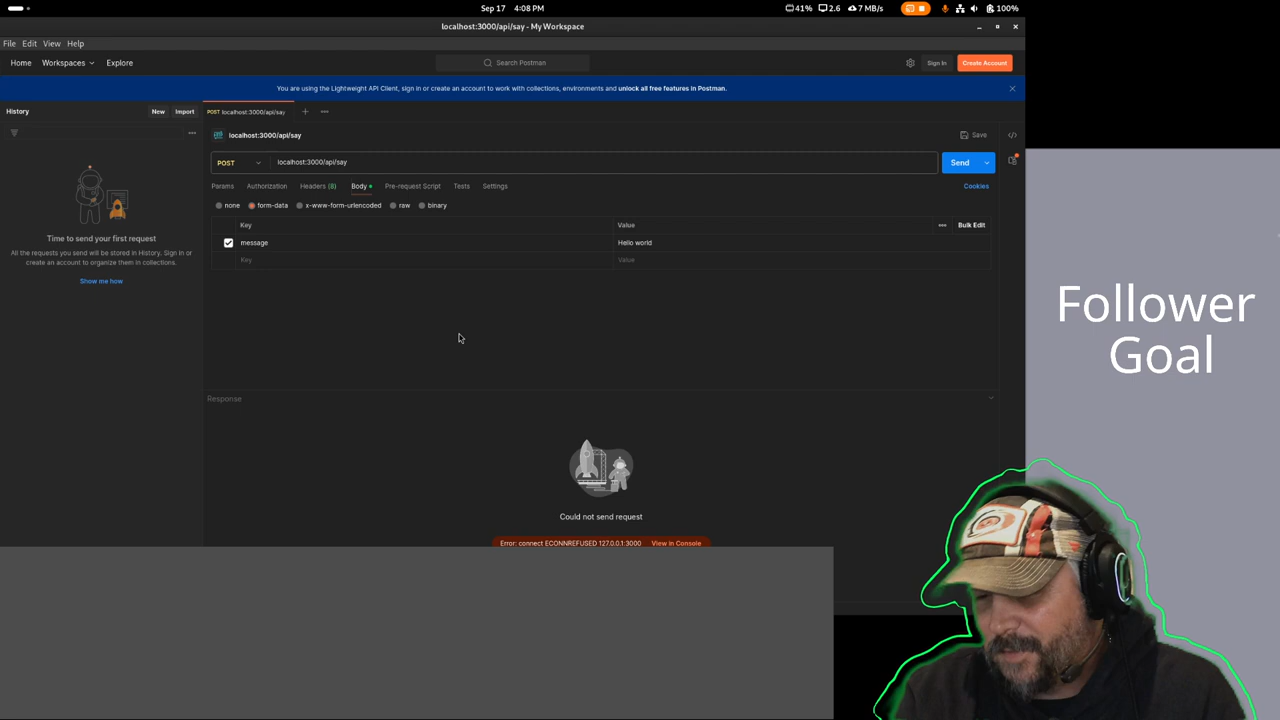 Sep 17 4:08 PM
41% 2.6 7 MB/s 100%
localhost:3000/api/say - My Workspace
File Edit View Help
Home Workspaces Explore Search Postman Sign In Create Account
You are using the Lightweight API Client, sign in or create an account to work with collections, environments and unlock all free features in Postman.
History New Import POST localhost:3000/api/say
localhost:3000/api/say Save
POST localhost:3000/api/say Send
Params Authorization Headers (8) Body Pre-request Script Tests Settings Cookies
none form-data x-www-form-urlencoded raw binary
Key Value Bulk Edit
message Hello world
Key Value
Time to send your first request
All the requests you send will be stored in History. Sign in or
create an account to organize them in collections.
Show me how
Response
Could not send request
Error: connect ECONNREFUSED 127.0.0.1:3000 View in Console
Follower
Goal